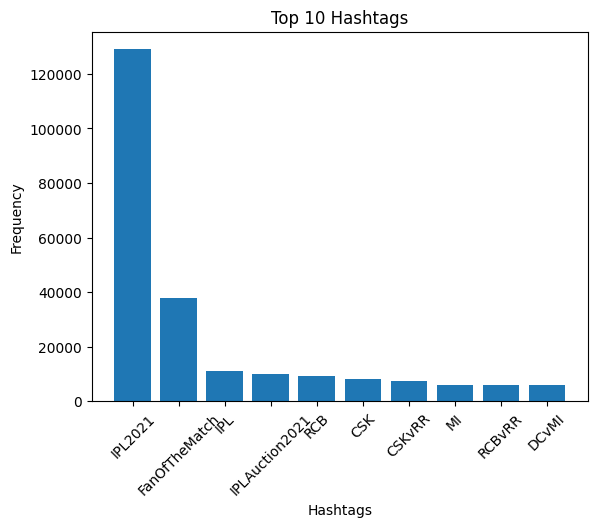 Top 10 Hashtags
Frequency
120000
100000
80000
60000
40000
20000
0
IPL2021
FanOfTheMatch
IPL
IPLAuction2021
RCB
CSK
CSKvRR
MI
RCBvRR
DCvMI
Hashtags